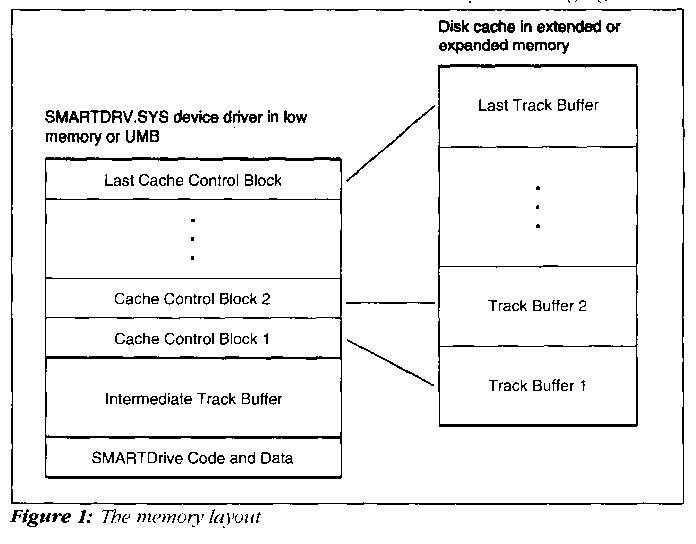 Disk cache in extended or
expanded memory
Last Track Buffer
Track Buffer 2
Track Buffer 1
SMARTDRV.SYS device driver in low
memory or UMB
Last Cache Control Block
Cache Control Block 2
Cache Control Block 1
Intermediate Track Buffer
SMARTDrive Code and Data
Figure 1: The memory layout